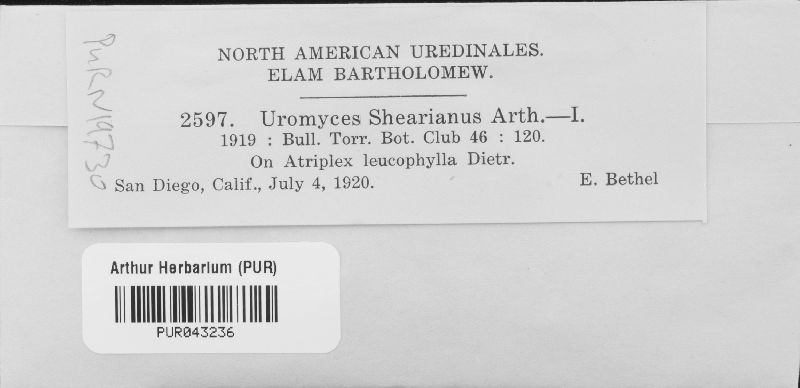 NORTH AMERICAN UREDINALES.
ELAM BARTHOLOMEW.
2597. Uromyces Shearianus Arth.—I.
1919 : Bull. Torr. Bot. Club 46 : 120.
On Atriplex leucophylla Dietr.
San Diego, Calif., July 4, 1920. E. Bethel
PURN19730
Arthur Herbarium (PUR)
PUR043236